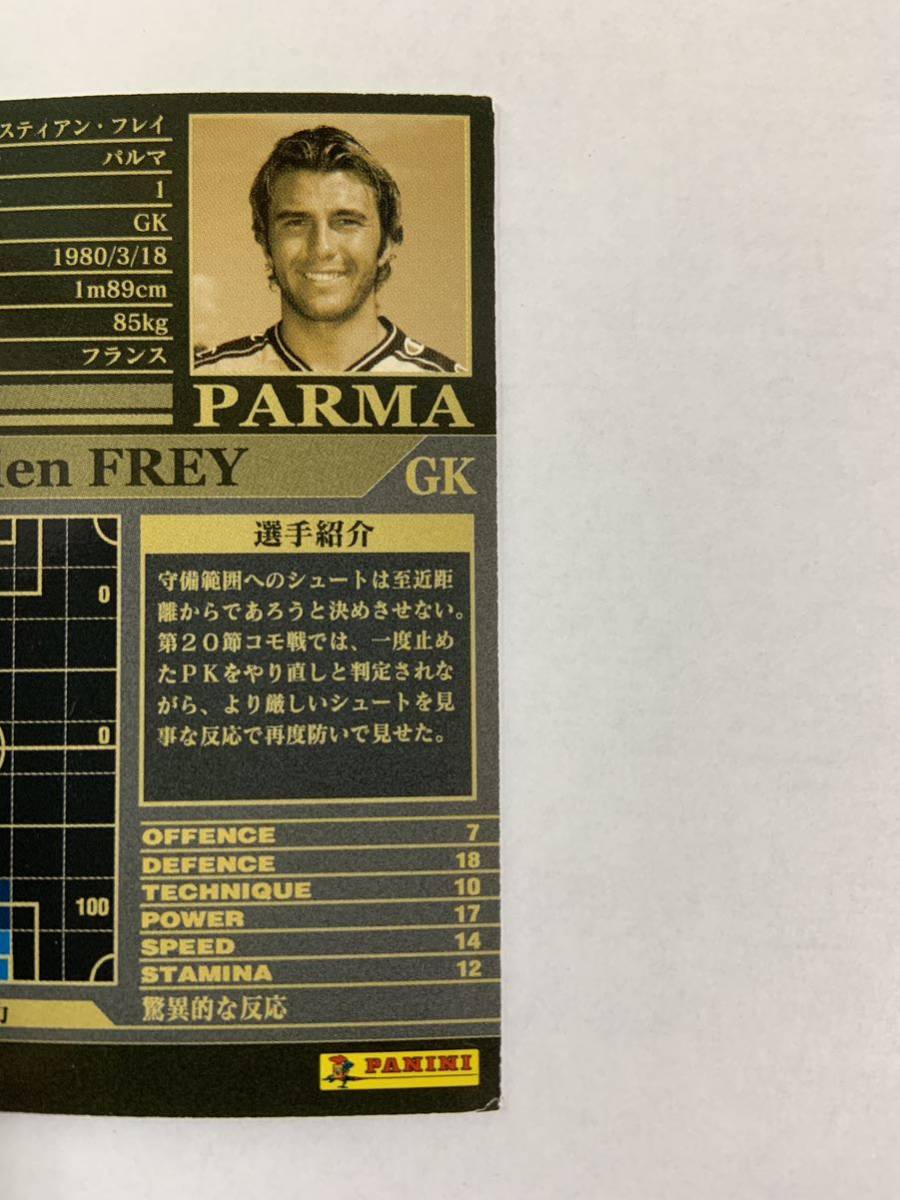 スティアン・フレイ
パルマ
1
GK
1980/3/18
1m89cm
85kg
フランス
PARMA
ien FREY
GK
選手紹介
守備範囲へのシュートは至近距
離からであろうと決めさせない。
第20節コモ戦では、一度止め
たPKをやり直しと判定されな
がら、より厳しいシュートを見
事な反応で再度防いで見せた。
0
0
100
OFFENCE 7
DEFENCE 18
TECHNIQUE 10
POWER 17
SPEED 14
STAMINA 12
驚異的な反応
PANINI